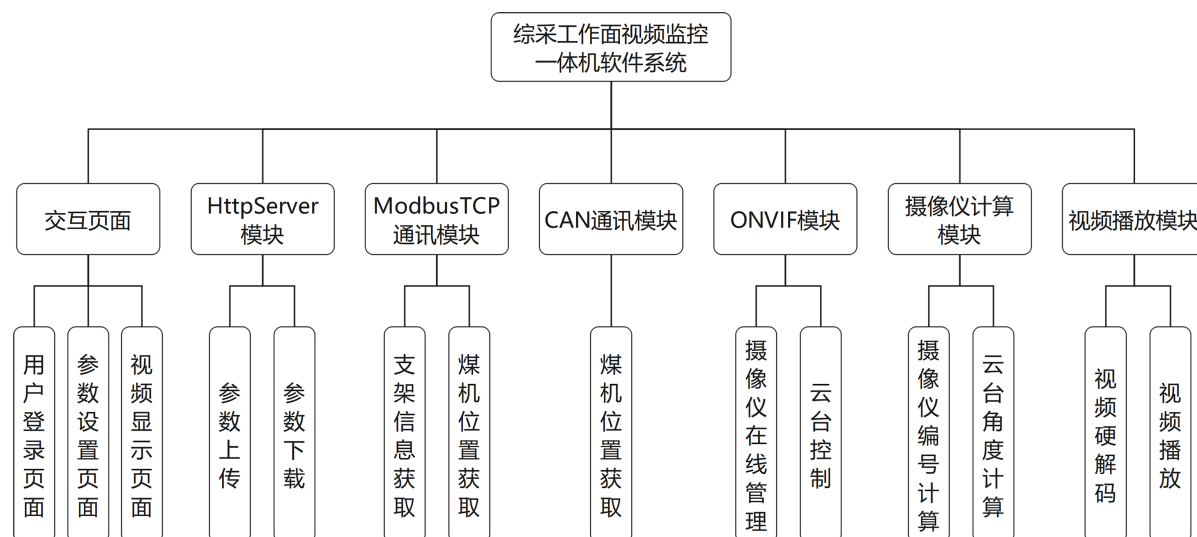 综采工作面视频监控
一体机软件系统
交互页面
HttpServer
模块
ModbusTCP
通讯模块
CAN通讯模块
ONVIF模块
摄像仪计算
模块
视频播放模块
用户登录页面
参数设置页面
视频显示页面
参数上传
参数下载
支架信息获取
煤机位置获取
煤机位置获取
摄像仪在线管理
云台控制
摄像仪编号计算
云台角度计算
视频硬解码
视频播放